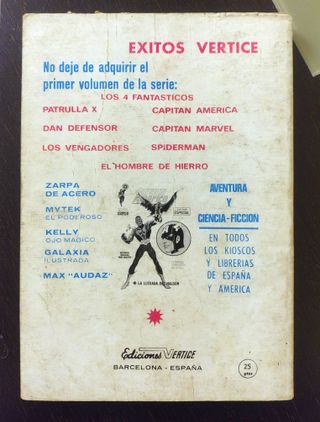 EXITOS VERTICE
No deje de adquirir el
primer volumen de la serie:
LOS 4 FANTASTICOS
PATRULLA X
CAPITAN AMERICA
DAN DEFENSOR
CAPITAN MARVEL
LOS VENGADORES
SPIDERMAN
EL HOMBRE DE HIERRO
ZARPA
DE ACERO
MYTEK
EL PODEROSO
KELLY
OJO MAGICO
GALAXIA
ILUSTRADA
MAX "AUDAZ"
AVENTURA
Y
CIENCIA-FICCION
EN TODOS
LOS KIOSCOS
Y LIBRERIAS
DE ESPAÑA
Y AMERICA
Ediciones VERTICE
BARCELONA - ESPAÑA
25
ptas